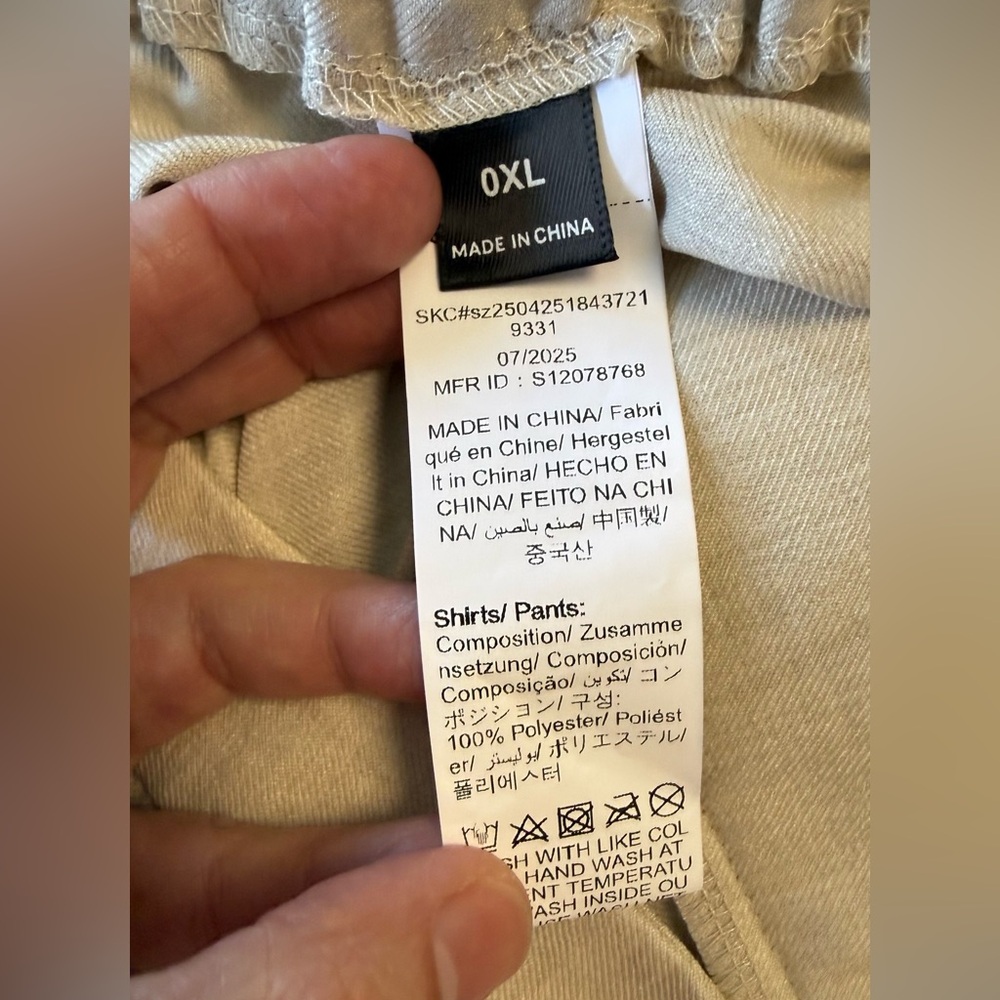 0XL
MADE IN CHINA
SKC#sz2504251843721
9331
07/2025
MFR ID : S12078768
MADE IN CHINA/ Fabri
qué en Chine/ Hergestel
lt in China/ HECHO EN
CHINA/ FEITO NA CHI
NA/ صنع بالصين/ 中国製/
중국산
Shirts/ Pants:
Composition/ Zusamme
nsetzung/ Composición/
Composição/ تكوين/ コン
ポジション/ 구성:
100% Polyester/ Poliést
er/ بوليستر/ ポリエステル/
폴리에스터
SH WITH LIKE COL
HAND WASH AT
ENT TEMPERATU
ASH INSIDE OU